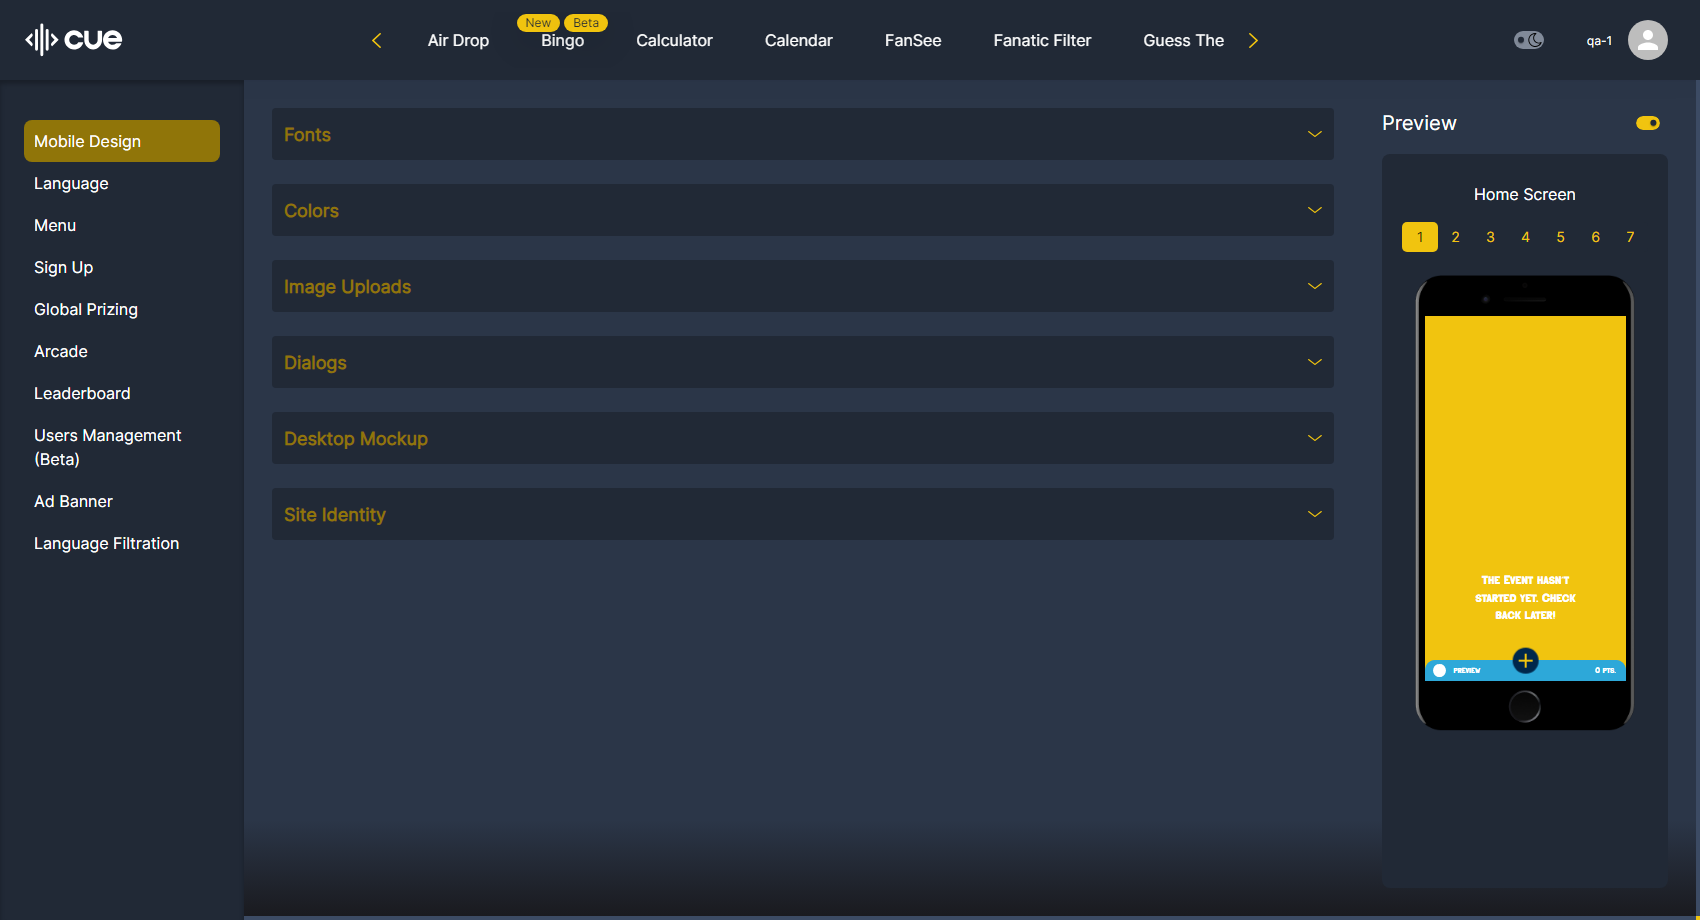 cue
Air Drop
New
Beta
Bingo
Calculator
Calendar
FanSee
Fanatic Filter
Guess The
qa-1
Mobile Design
Language
Menu
Sign Up
Global Prizing
Arcade
Leaderboard
Users Management
(Beta)
Ad Banner
Language Filtration
Fonts
Colors
Image Uploads
Dialogs
Desktop Mockup
Site Identity
Preview
Home Screen
1 2 3 4 5 6 7
The Event hasn't
started yet. Check
back later!
PREVIEW
0 PTS.